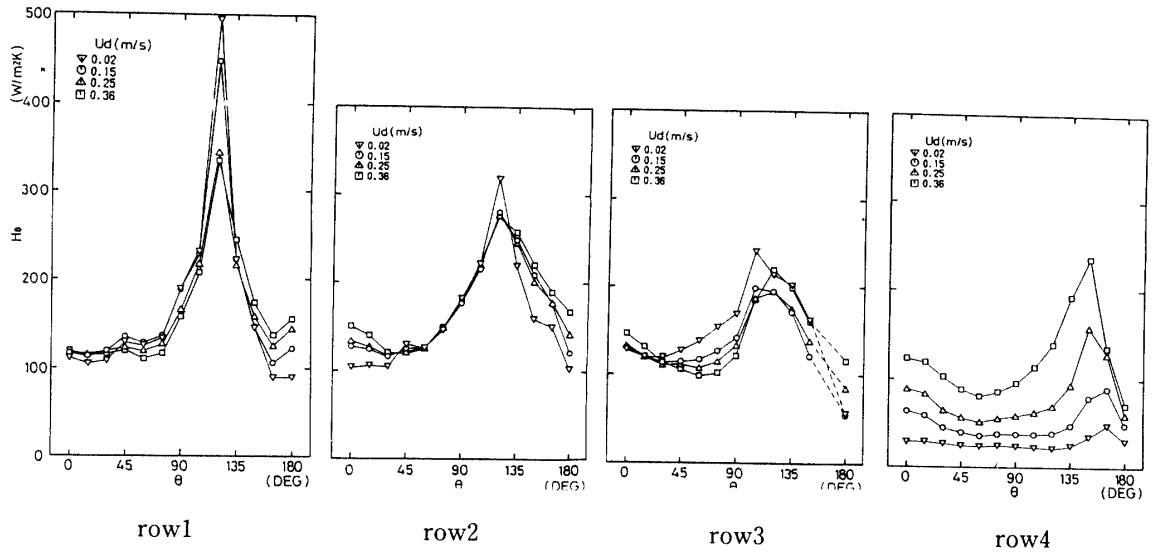 500
400
300
200
100
0
(W/m²K)
Hθ
Ud(m/s)
▽ 0.02
○ 0.15
△ 0.25
□ 0.36
0 45 90 135 180
θ (DEG)
row1
Ud(m/s)
▽ 0.02
○ 0.15
△ 0.25
□ 0.36
0 45 90 135 180
θ (DEG)
row2
Ud(m/s)
▽ 0.02
○ 0.15
△ 0.25
□ 0.36
0 45 90 135 180
θ (DEG)
row3
Ud(m/s)
▽ 0.02
○ 0.15
△ 0.25
□ 0.36
0 45 90 135 180
θ (DEG)
row4